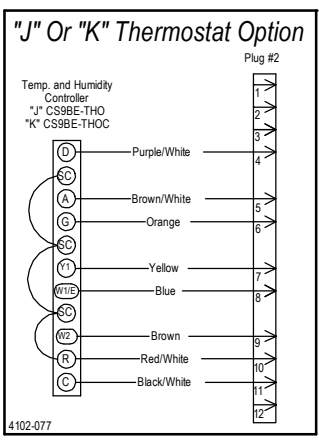 "J" Or "K" Thermostat Option
Plug #2
Temp. and Humidity
Controller
"J" CS9BE-THO
"K" CS9BE-THOC
1
2
3
D Purple/White 4
SC
A Brown/White 5
G Orange 6
SC
Y1 Yellow 7
W1/E Blue 8
SC
W2 Brown 9
R Red/White 10
C Black/White 11
12
4102-077